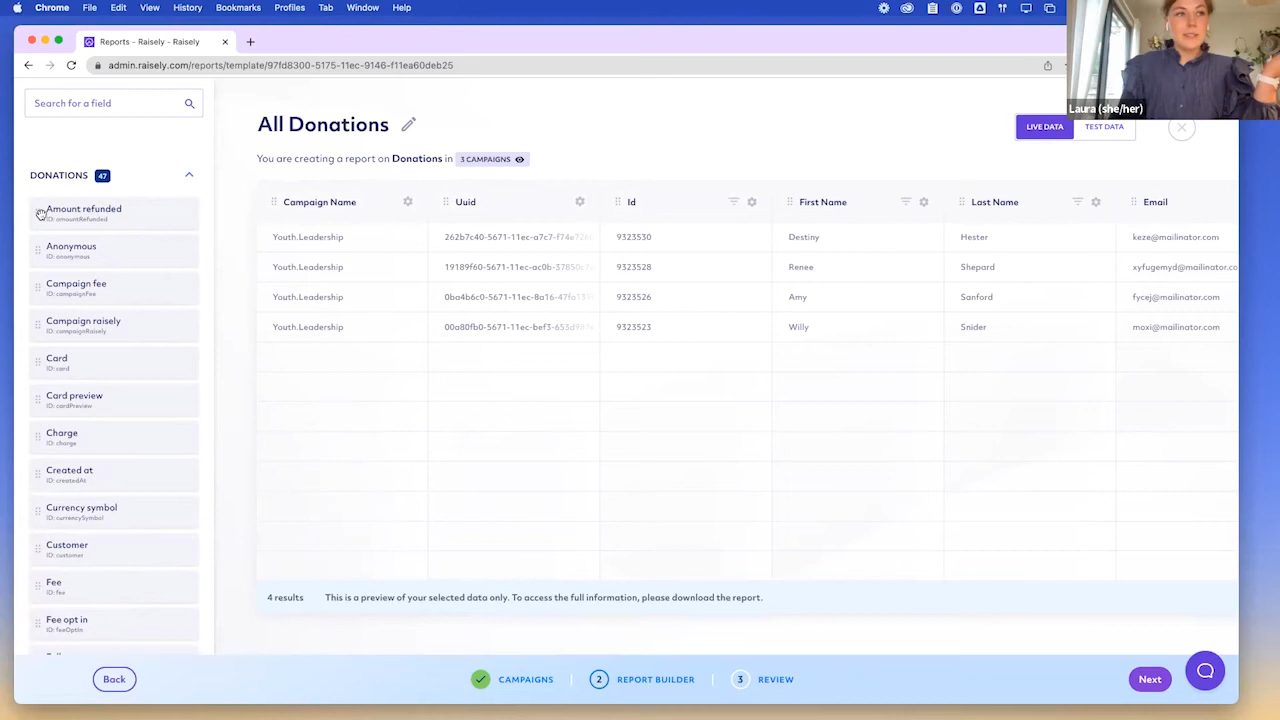 Chrome File Edit View History Bookmarks Profiles Tab Window Help
Reports - Raisely - Raisely
admin.raisely.com/reports/template/97fd8300-5175-11ec-9146-f11ea60deb25
Laura (she/her)
Search for a field
All Donations
LIVE DATA TEST DATA
You are creating a report on Donations in 3 CAMPAIGNS
DONATIONS 47
Amount refunded
ID: amountRefunded
Anonymous
ID: anonymous
Campaign fee
ID: campaignFee
Campaign raisely
ID: campaignRaisely
Card
ID: card
Card preview
ID: cardPreview
Charge
ID: charge
Created at
ID: createdAt
Currency symbol
ID: currencySymbol
Customer
ID: customer
Fee
ID: fee
Fee opt in
ID: feeOptIn
Campaign Name Uuid Id First Name Last Name Email
Youth.Leadership 262b7c40-5671-11ec-a7c7-f74e726b 9323530 Destiny Hester keze@mailinator.com
Youth.Leadership 19189f60-5671-11ec-ac0b-37850c 9323528 Renee Shepard xyfugemyd@mailinator.co
Youth.Leadership 0ba4b6c0-5671-11ec-8a16-47fa 9323526 Amy Sanford fycej@mailinator.com
Youth.Leadership 00a80fb0-5671-11ec-bef3-653d 9323523 Willy Snider moxi@mailinator.com
4 results This is a preview of your selected data only. To access the full information, please download the report.
Back CAMPAIGNS 2 REPORT BUILDER 3 REVIEW Next